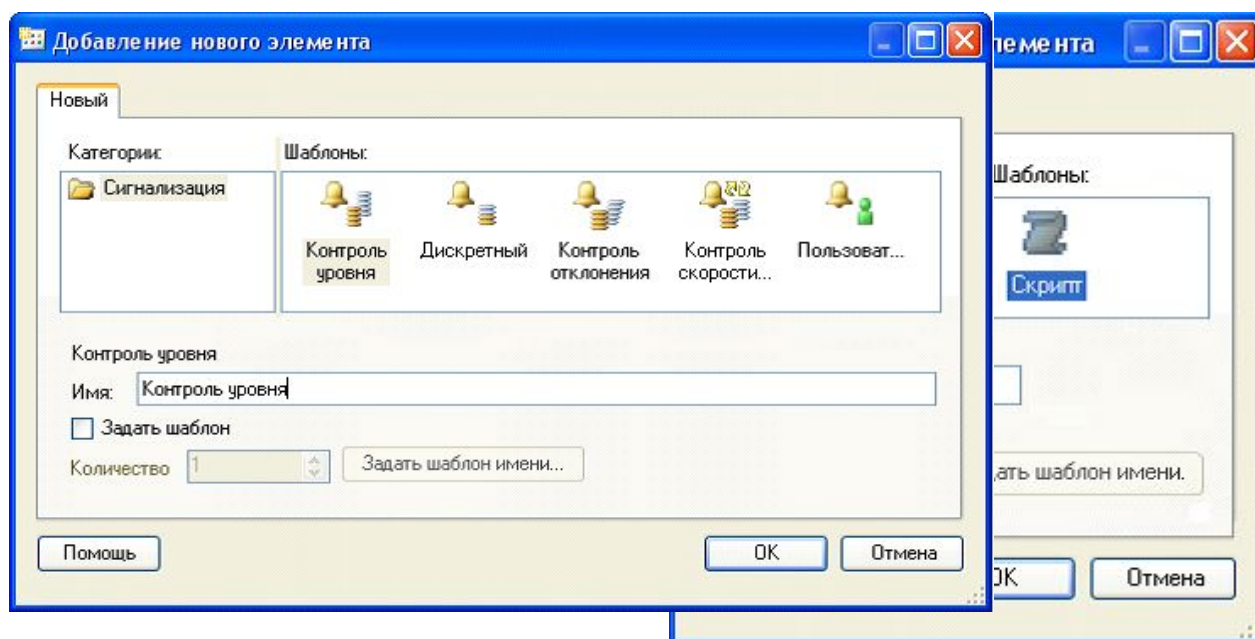 Добавление нового элемента
Новый
Категории:
Шаблоны:
Сигнализация
Контроль уровня
Дискретный
Контроль отклонения
Контроль скорости...
Пользоват...
Контроль уровня
Имя: Контроль уровня
Задать шаблон
Количество 1 Задать шаблон имени...
Помощь
OK
Отмена
лемента
Шаблоны:
Скрипт
ать шаблон имени.
OK
Отмена